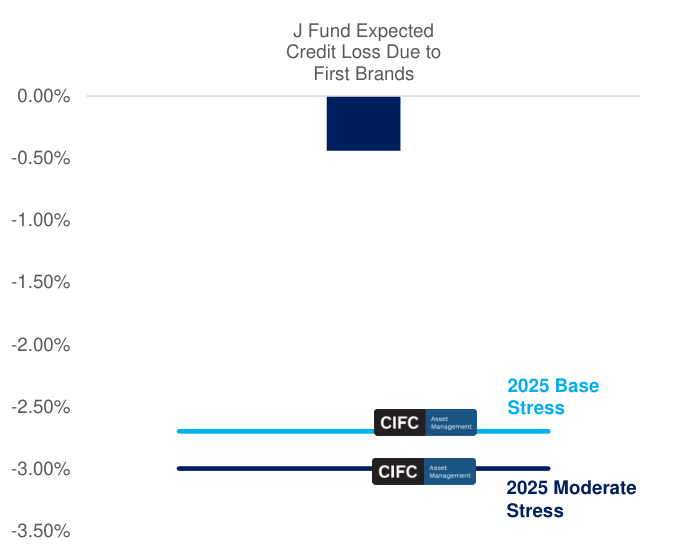 J Fund Expected
Credit Loss Due to
First Brands
0.00%
-0.50%
-1.00%
-1.50%
-2.00%
2025 Base
Stress
-2.50%
CIFC Asset
Management
-3.00%
CIFC Asset
Management
2025 Moderate
Stress
-3.50%